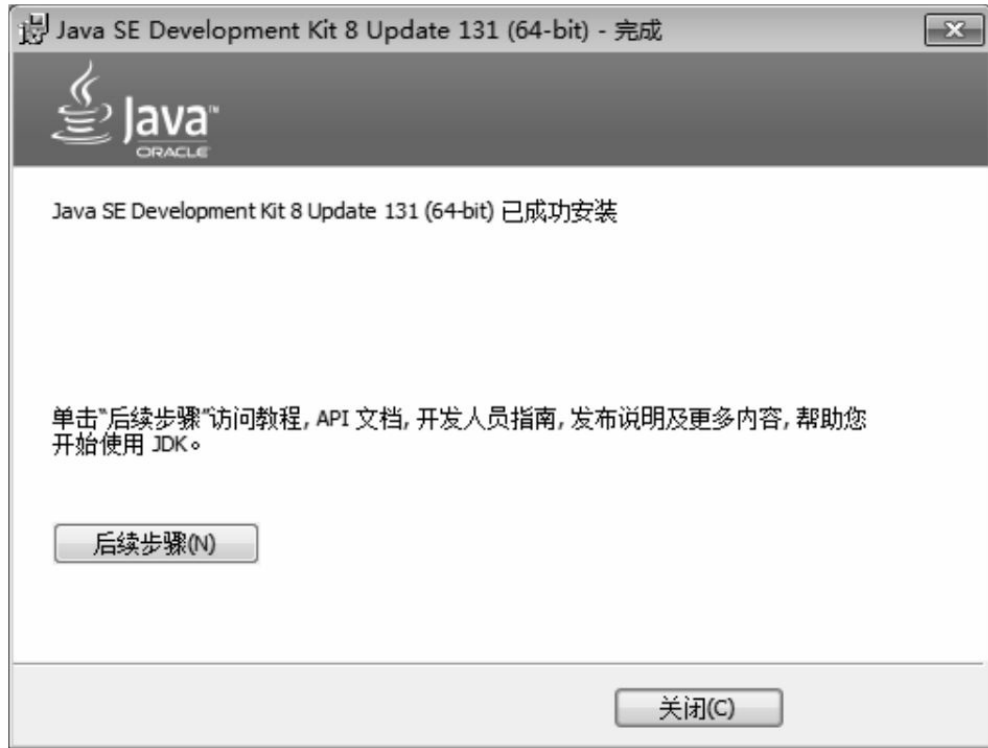 Java SE Development Kit 8 Update 131 (64-bit) - 完成
Java™
ORACLE
Java SE Development Kit 8 Update 131 (64-bit) 已成功安装
单击"后续步骤"访问教程, API 文档, 开发人员指南, 发布说明及更多内容, 帮助您
开始使用 JDK。
后续步骤(N)
关闭(C)